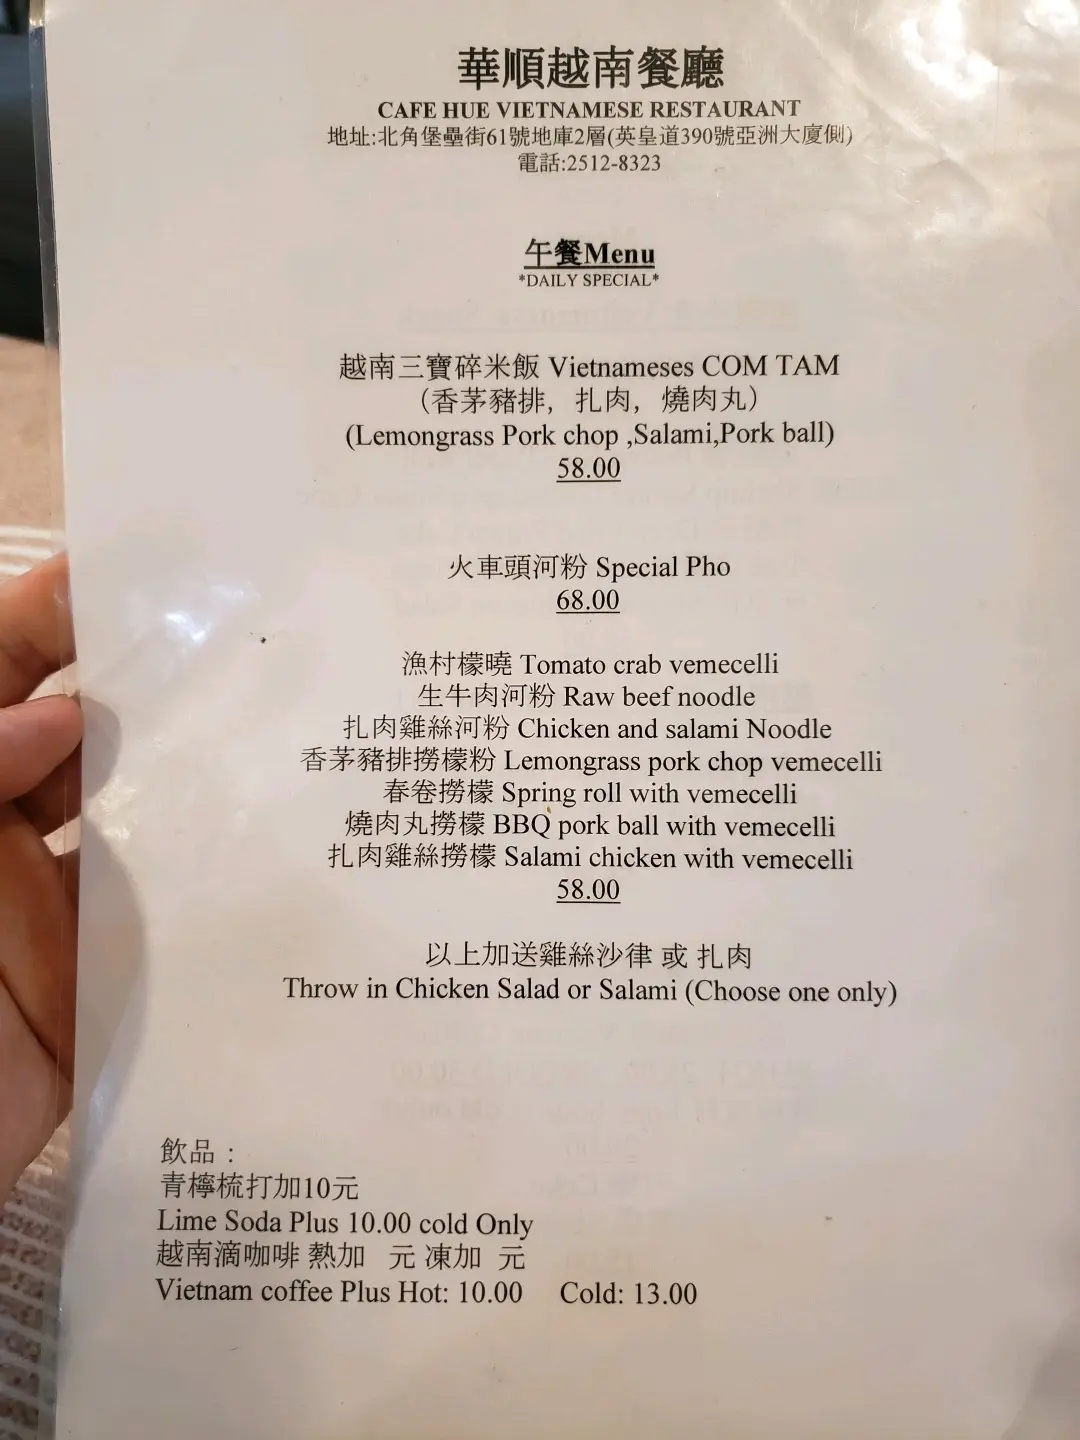 華順越南餐廳
CAFE HUE VIETNAMESE RESTAURANT
地址:北角堡壘街61號地庫2層(英皇道390號亞洲大廈側)
電話:2512-8323
午餐Menu
*DAILY SPECIAL*
越南三寶碎米飯 Vietnameses COM TAM
（香茅豬排，扎肉，燒肉丸）
(Lemongrass Pork chop ,Salami,Pork ball)
58.00
火車頭河粉 Special Pho
68.00
漁村檬曉 Tomato crab vemecelli
生牛肉河粉 Raw beef noodle
扎肉雞絲河粉 Chicken and salami Noodle
香茅豬排撈檬粉 Lemongrass pork chop vemecelli
春卷撈檬 Spring roll with vemecelli
燒肉丸撈檬 BBQ pork ball with vemecelli
扎肉雞絲撈檬 Salami chicken with vemecelli
58.00
以上加送雞絲沙律 或 扎肉
Throw in Chicken Salad or Salami (Choose one only)
飲品：
青檸梳打加10元
Lime Soda Plus 10.00 cold Only
越南滴咖啡 熱加 元 凍加 元
Vietnam coffee Plus Hot: 10.00 Cold: 13.00